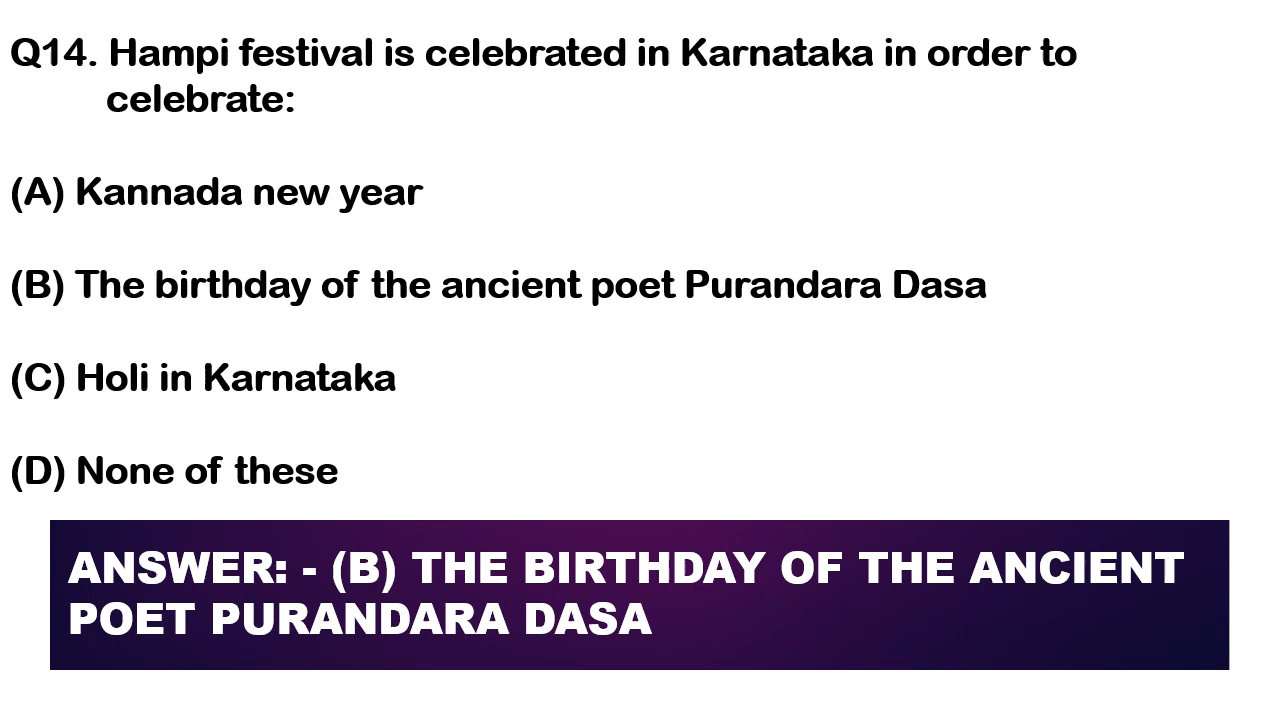 Q14. Hampi festival is celebrated in Karnataka in order to
celebrate:
(A) Kannada new year
(B) The birthday of the ancient poet Purandara Dasa
(C) Holi in Karnataka
(D) None of these
ANSWER: - (B) THE BIRTHDAY OF THE ANCIENT
POET PURANDARA DASA